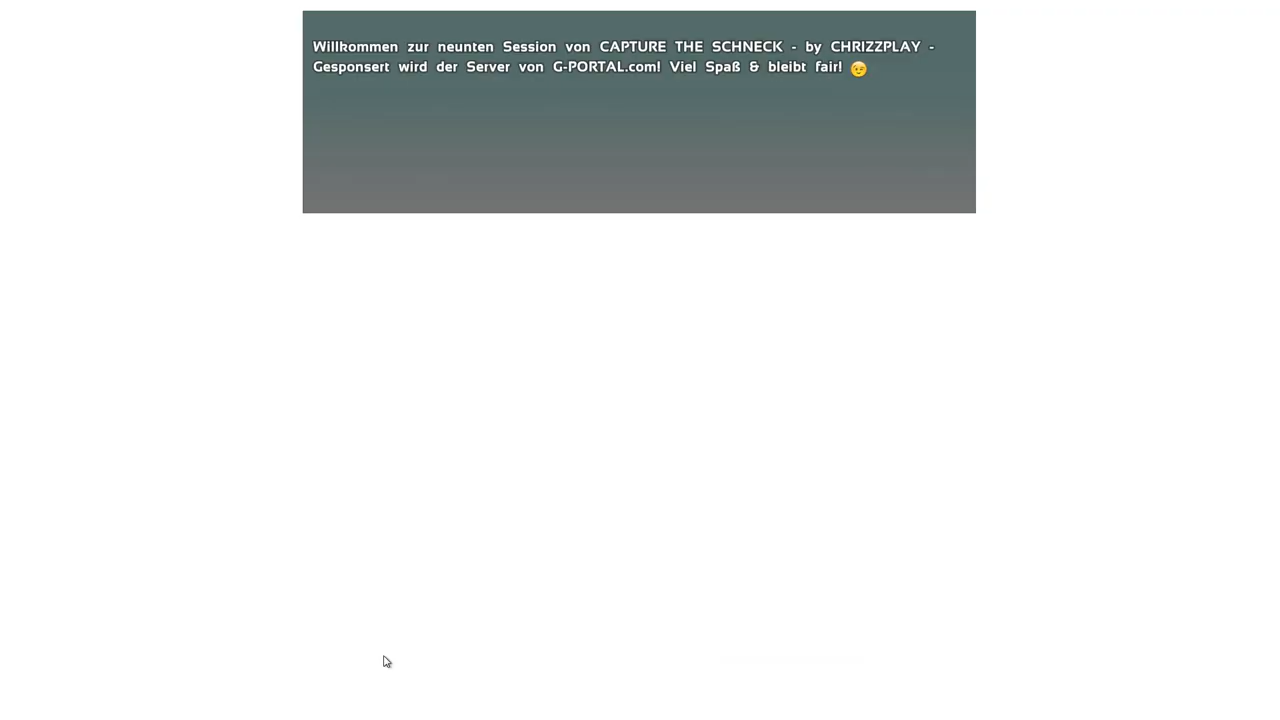 Willkommen zur neunten Session von CAPTURE THE SCHNECK - by CHRIZZPLAY -
Gesponsert wird der Server von G-PORTAL.com! Viel Spaß & bleibt fair! 😉